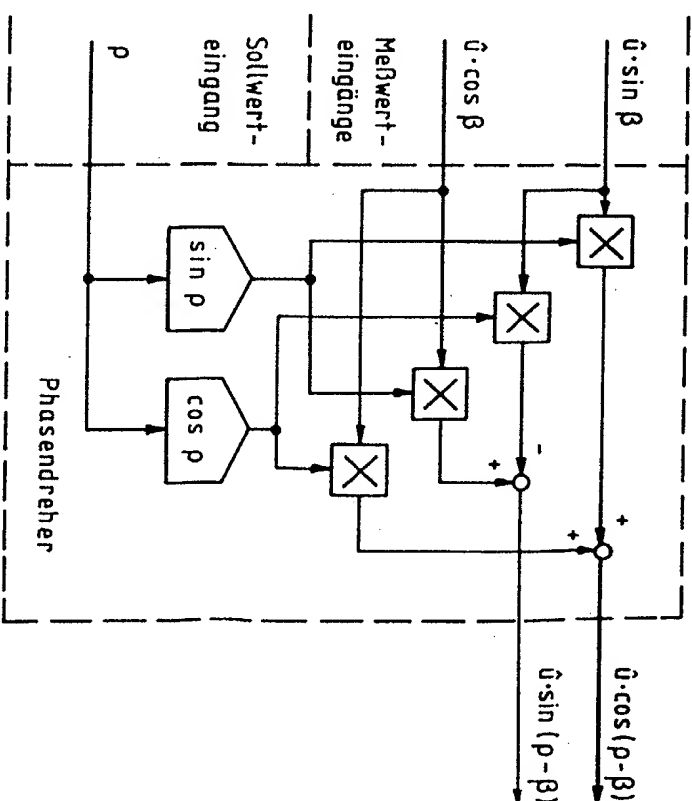 û·sin β
û·cos β
Meßwert-
eingänge
Sollwert-
eingang
ρ
sin ρ
cos ρ
Phasendreher
-
+
+
+
û·cos(ρ-β)
û·sin(ρ-β)